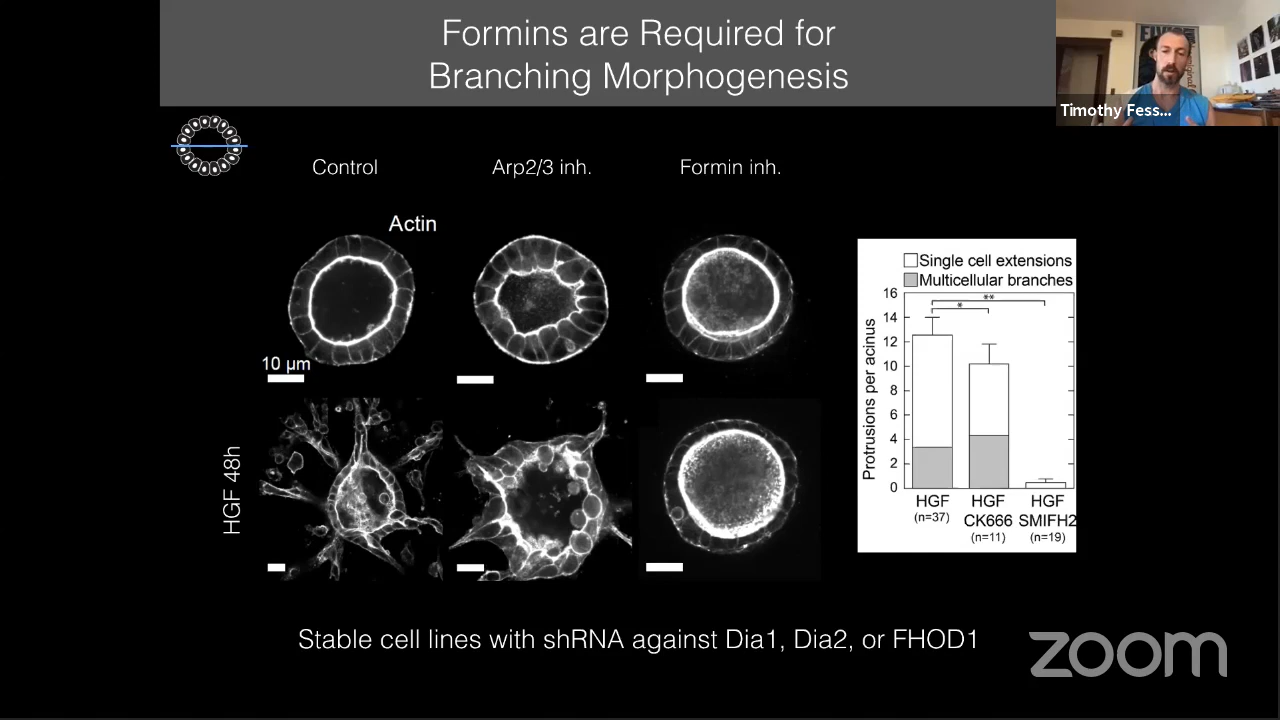 Formins are Required for
Branching Morphogenesis
Timothy Fess...
Control
Arp2/3 inh.
Formin inh.
Actin
10 µm
HGF 48h
Single cell extensions
Multicellular branches
Protrusions per acinus
16
14
12
10
8
6
4
2
0
**
*
HGF
(n=37)
HGF
CK666
(n=11)
HGF
SMIFH2
(n=19)
Stable cell lines with shRNA against Dia1, Dia2, or FHOD1
zoom